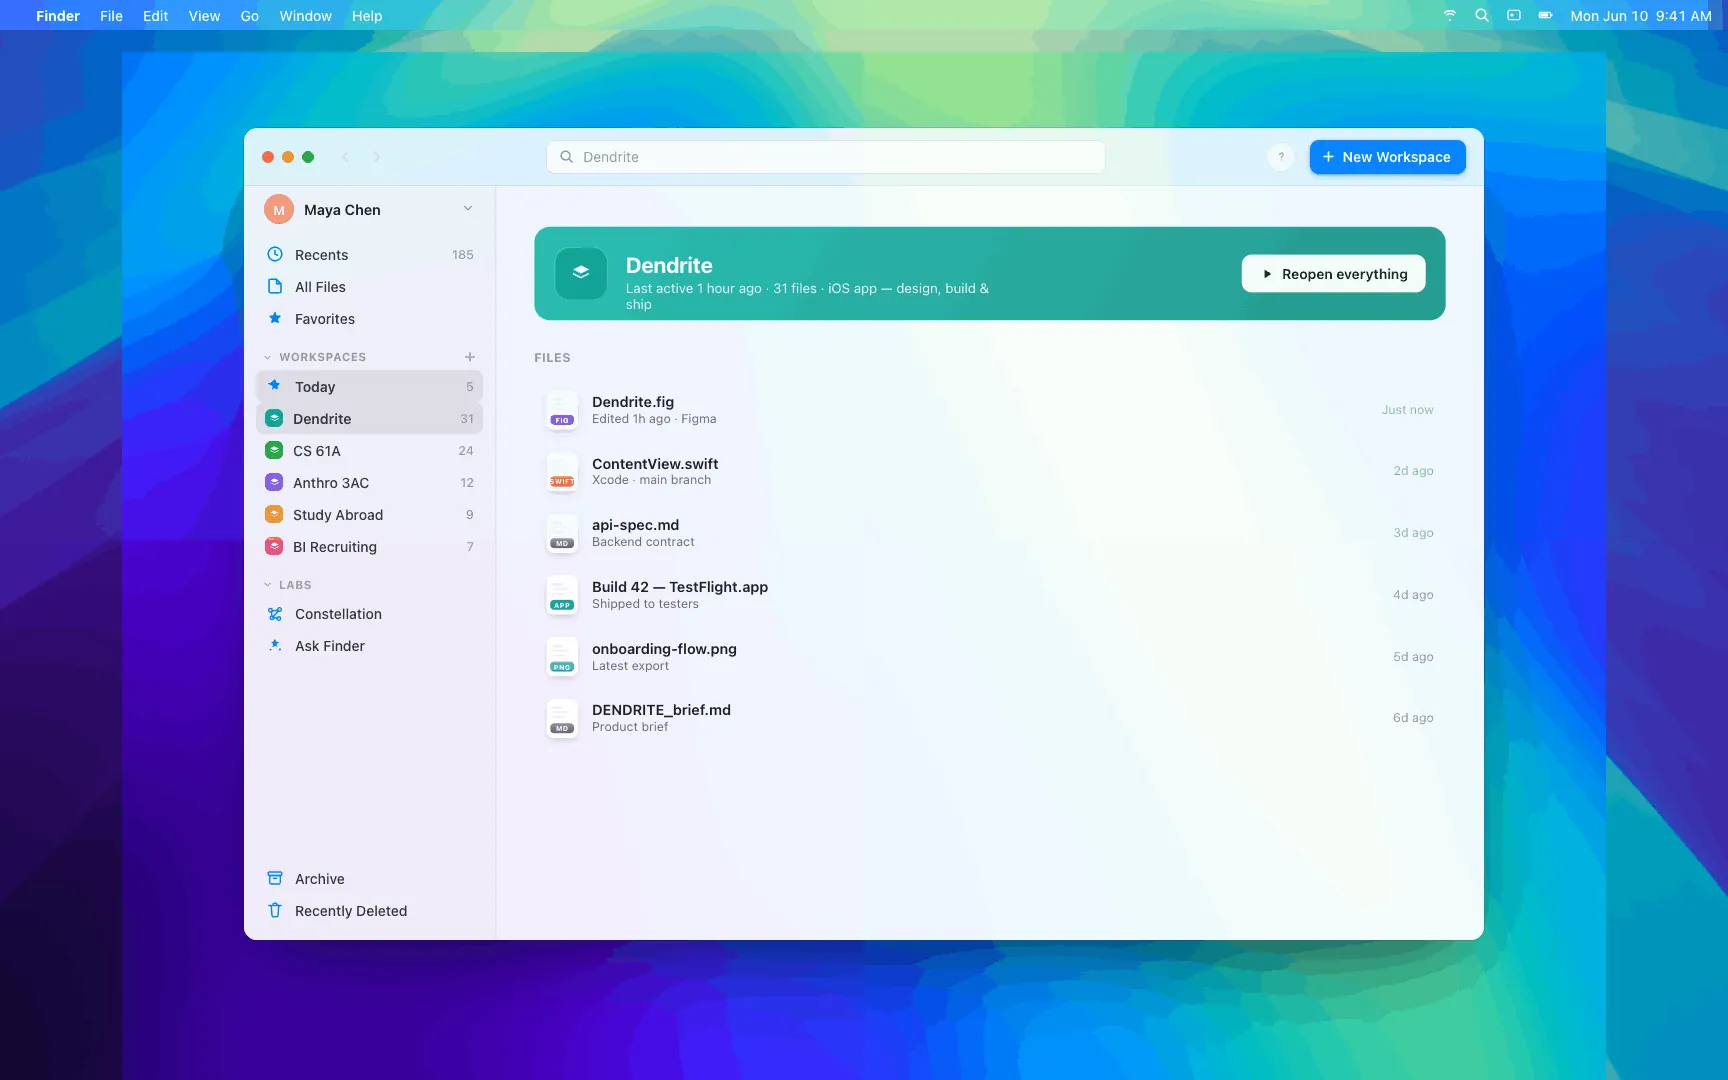 Finder File Edit View Go Window Help Mon Jun 10 9:41 AM
Dendrite
?
+ New Workspace
M Maya Chen
Recents 185
All Files
Favorites
WORKSPACES +
Today 5
Dendrite 31
CS 61A 24
Anthro 3AC 12
Study Abroad 9
BI Recruiting 7
LABS
Constellation
Ask Finder
Archive
Recently Deleted
Dendrite
Last active 1 hour ago · 31 files · iOS app — design, build &
ship
Reopen everything
FILES
FIG
Dendrite.fig
Edited 1h ago · Figma
Just now
SWIFT
ContentView.swift
Xcode · main branch
2d ago
MD
api-spec.md
Backend contract
3d ago
APP
Build 42 — TestFlight.app
Shipped to testers
4d ago
PNG
onboarding-flow.png
Latest export
5d ago
MD
DENDRITE_brief.md
Product brief
6d ago